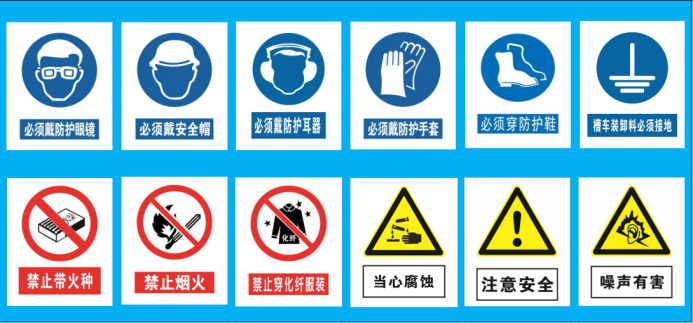 必须戴防护眼镜
必须戴安全帽
必须戴防护耳器
必须戴防护手套
必须穿防护鞋
槽车装卸料必须接地
化纤
禁止带火种
禁止烟火
禁止穿化纤服装
当心腐蚀
注意安全
噪声有害